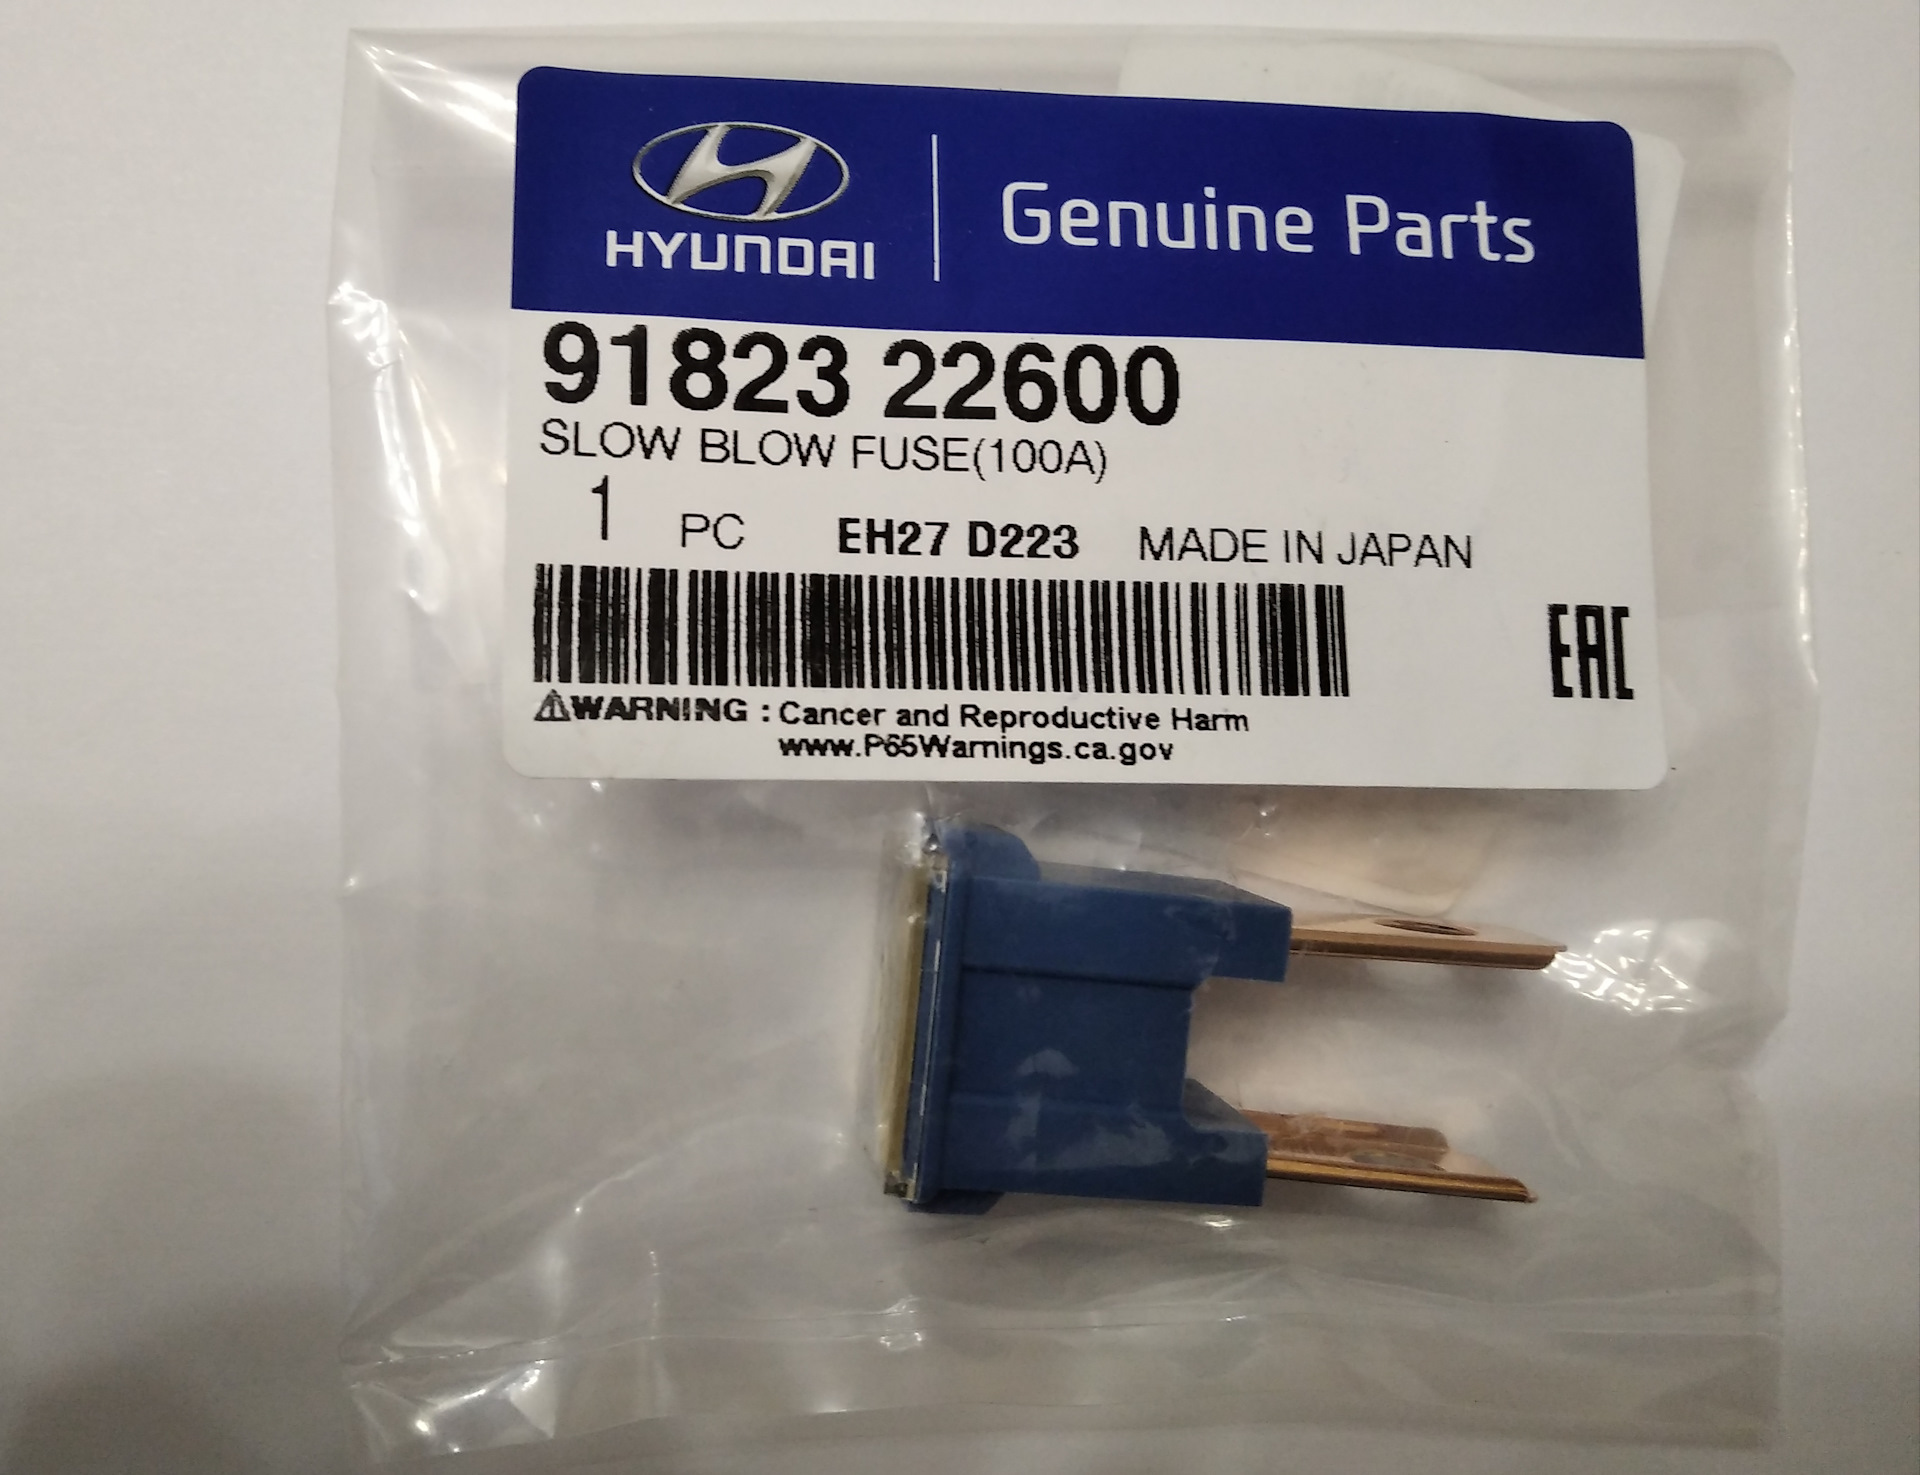 HYUNDAI
Genuine Parts
91823 22600
SLOW BLOW FUSE(100A)
1 PC EH27 D223 MADE IN JAPAN
EAC
⚠WARNING : Cancer and Reproductive Harm
www.P65Warnings.ca.gov